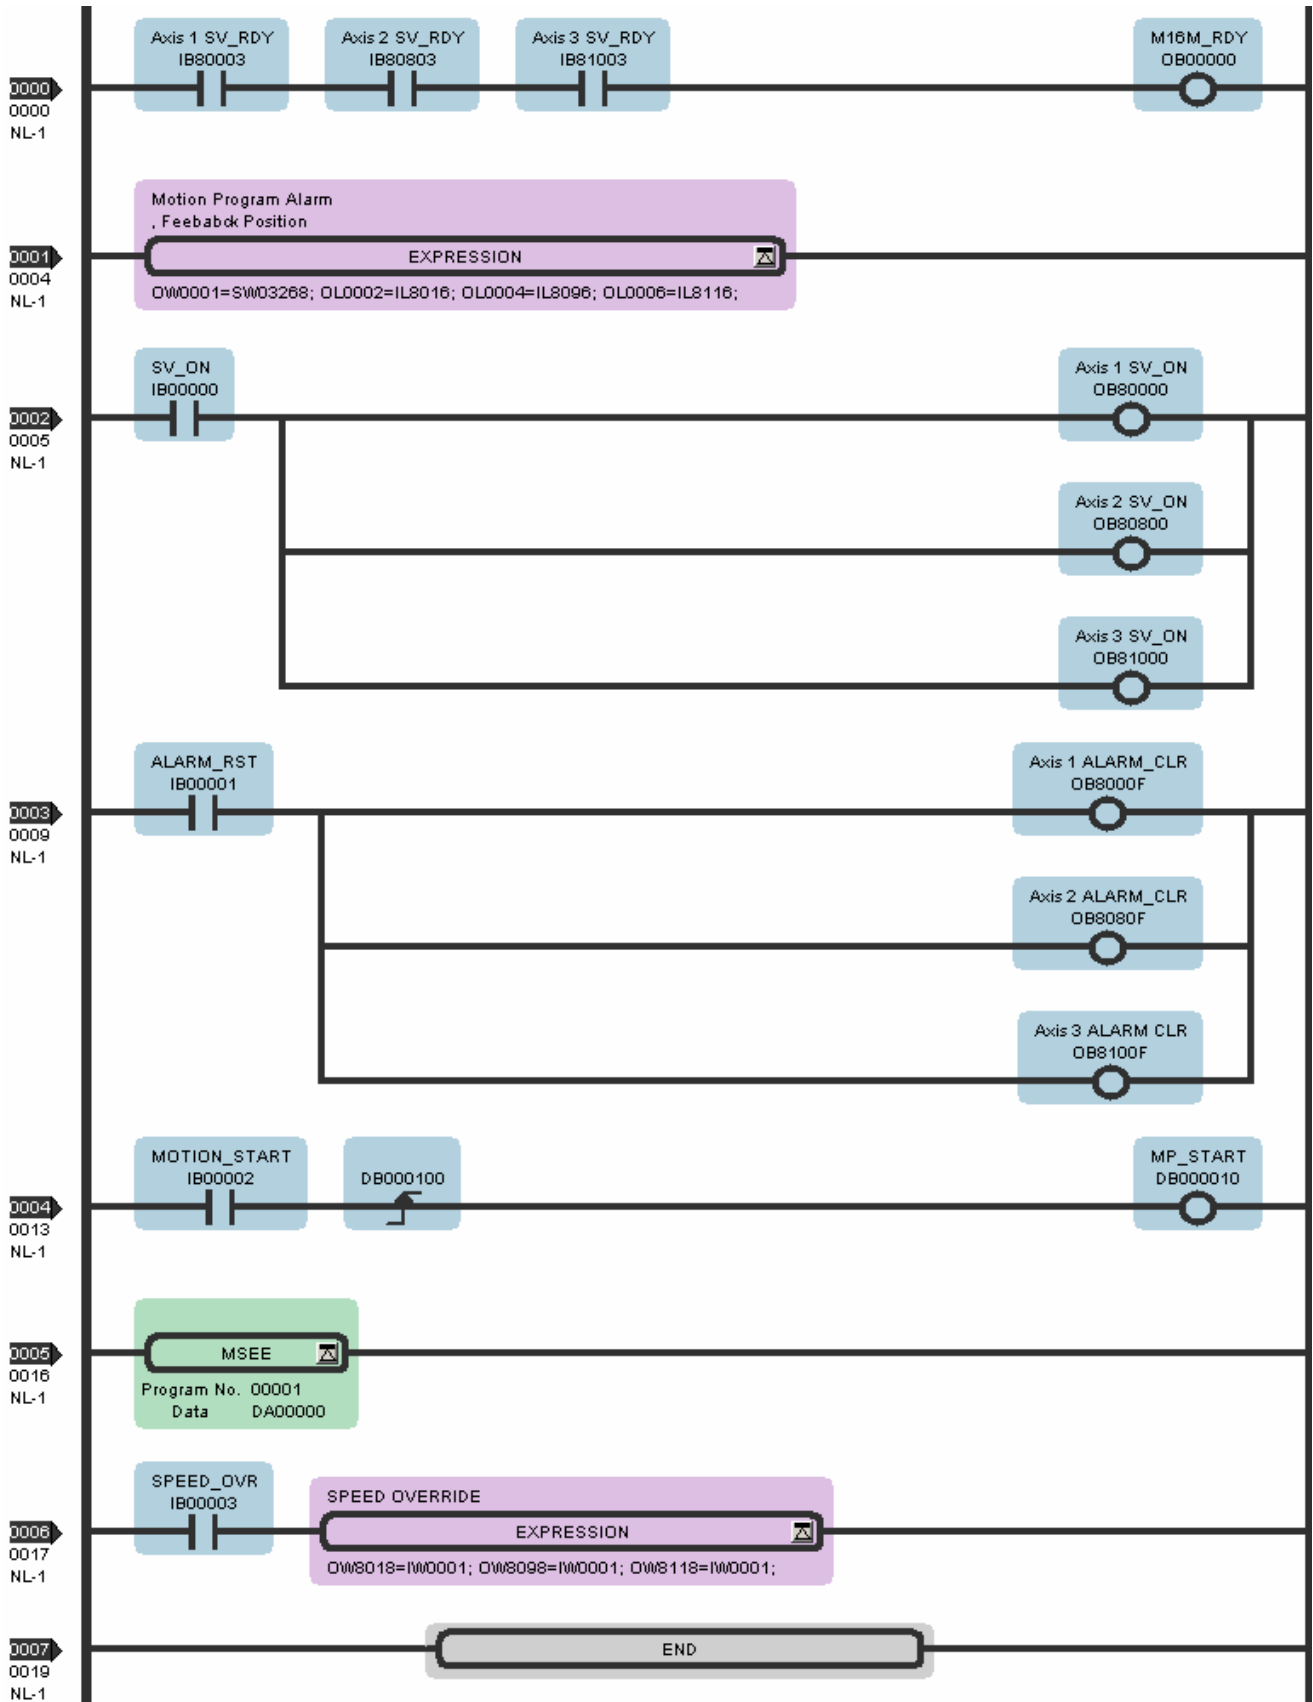 Axis 1 SV_RDY
IB80003
Axis 2 SV_RDY
IB80803
Axis 3 SV_RDY
IB81003
M16M_RDY
OB00000
0000
0000
NL-1
Motion Program Alarm
, Feebabck Position
0001
0004
NL-1
EXPRESSION
OW0001=SW03268; OL0002=IL8016; OL0004=IL8096; OL0006=IL8116;
SV_ON
IB00000
Axis 1 SV_ON
OB80000
0002
0005
NL-1
Axis 2 SV_ON
OB80800
Axis 3 SV_ON
OB81000
ALARM_RST
IB00001
Axis 1 ALARM_CLR
OB8000F
0003
0009
NL-1
Axis 2 ALARM_CLR
OB8080F
Axis 3 ALARM CLR
OB8100F
MOTION_START
IB00002
DB000100
MP_START
DB000010
0004
0013
NL-1
0005
0016
NL-1
MSEE
Program No. 00001
Data DA00000
SPEED_OVR
IB00003
SPEED OVERRIDE
0006
0017
NL-1
EXPRESSION
OW8018=IW0001; OW8098=IW0001; OW8118=IW0001;
0007
0019
NL-1
END